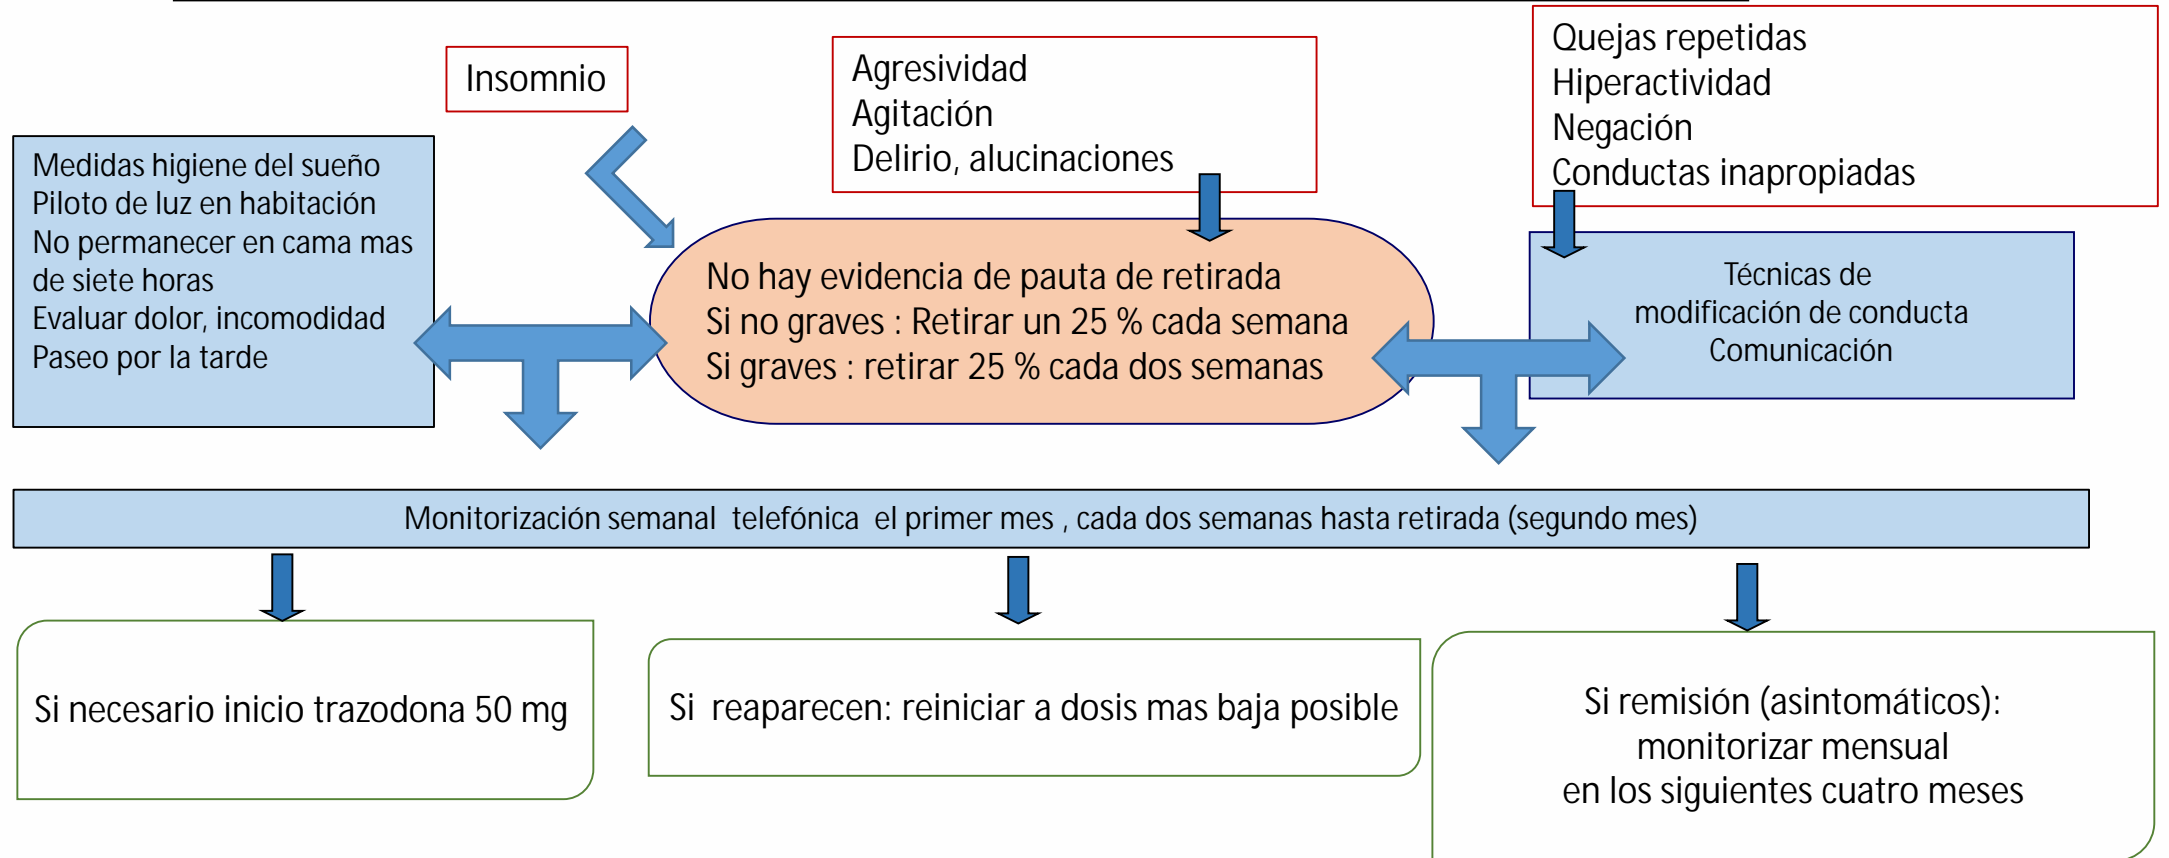 Insomnio
Agresividad
Agitación
Delirio, alucinaciones
Quejas repetidas
Hiperactividad
Negación
Conductas inapropiadas
Medidas higiene del sueño
Piloto de luz en habitación
No permanecer en cama mas
de siete horas
Evaluar dolor, incomodidad
Paseo por la tarde
No hay evidencia de pauta de retirada
Si no graves : Retirar un 25 % cada semana
Si graves : retirar 25 % cada dos semanas
Técnicas de
modificación de conducta
Comunicación
Monitorización semanal telefónica el primer mes , cada dos semanas hasta retirada (segundo mes)
Si necesario inicio trazodona 50 mg
Si reaparecen: reiniciar a dosis mas baja posible
Si remisión (asintomáticos):
monitorizar mensual
en los siguientes cuatro meses